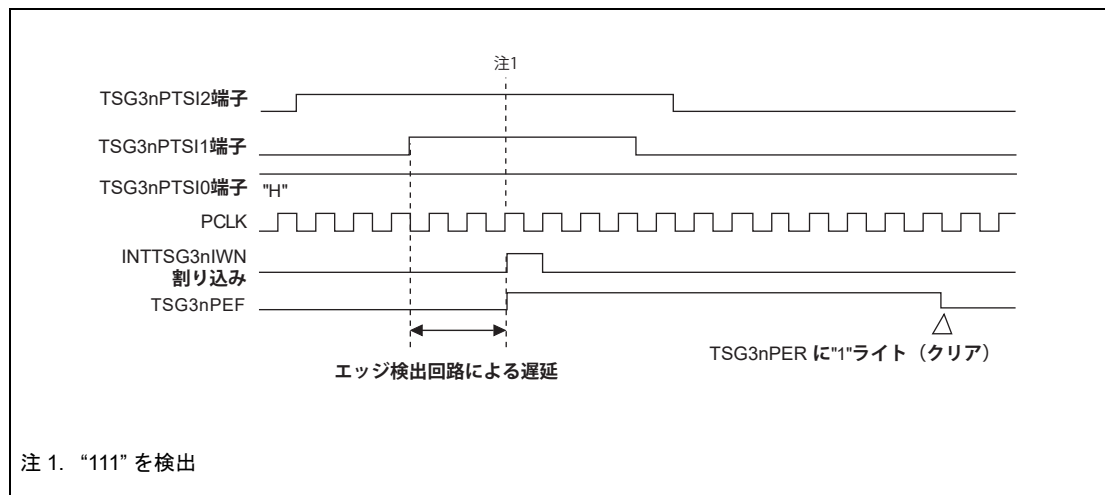 注1
TSG3nPTSI2端子
TSG3nPTSI1端子
TSG3nPTSI0端子 "H"
PCLK
INTTSG3nIWN
割り込み
TSG3nPEF
TSG3nPER に"1"ライト（クリア）
エッジ検出回路による遅延
注 1. “111” を検出